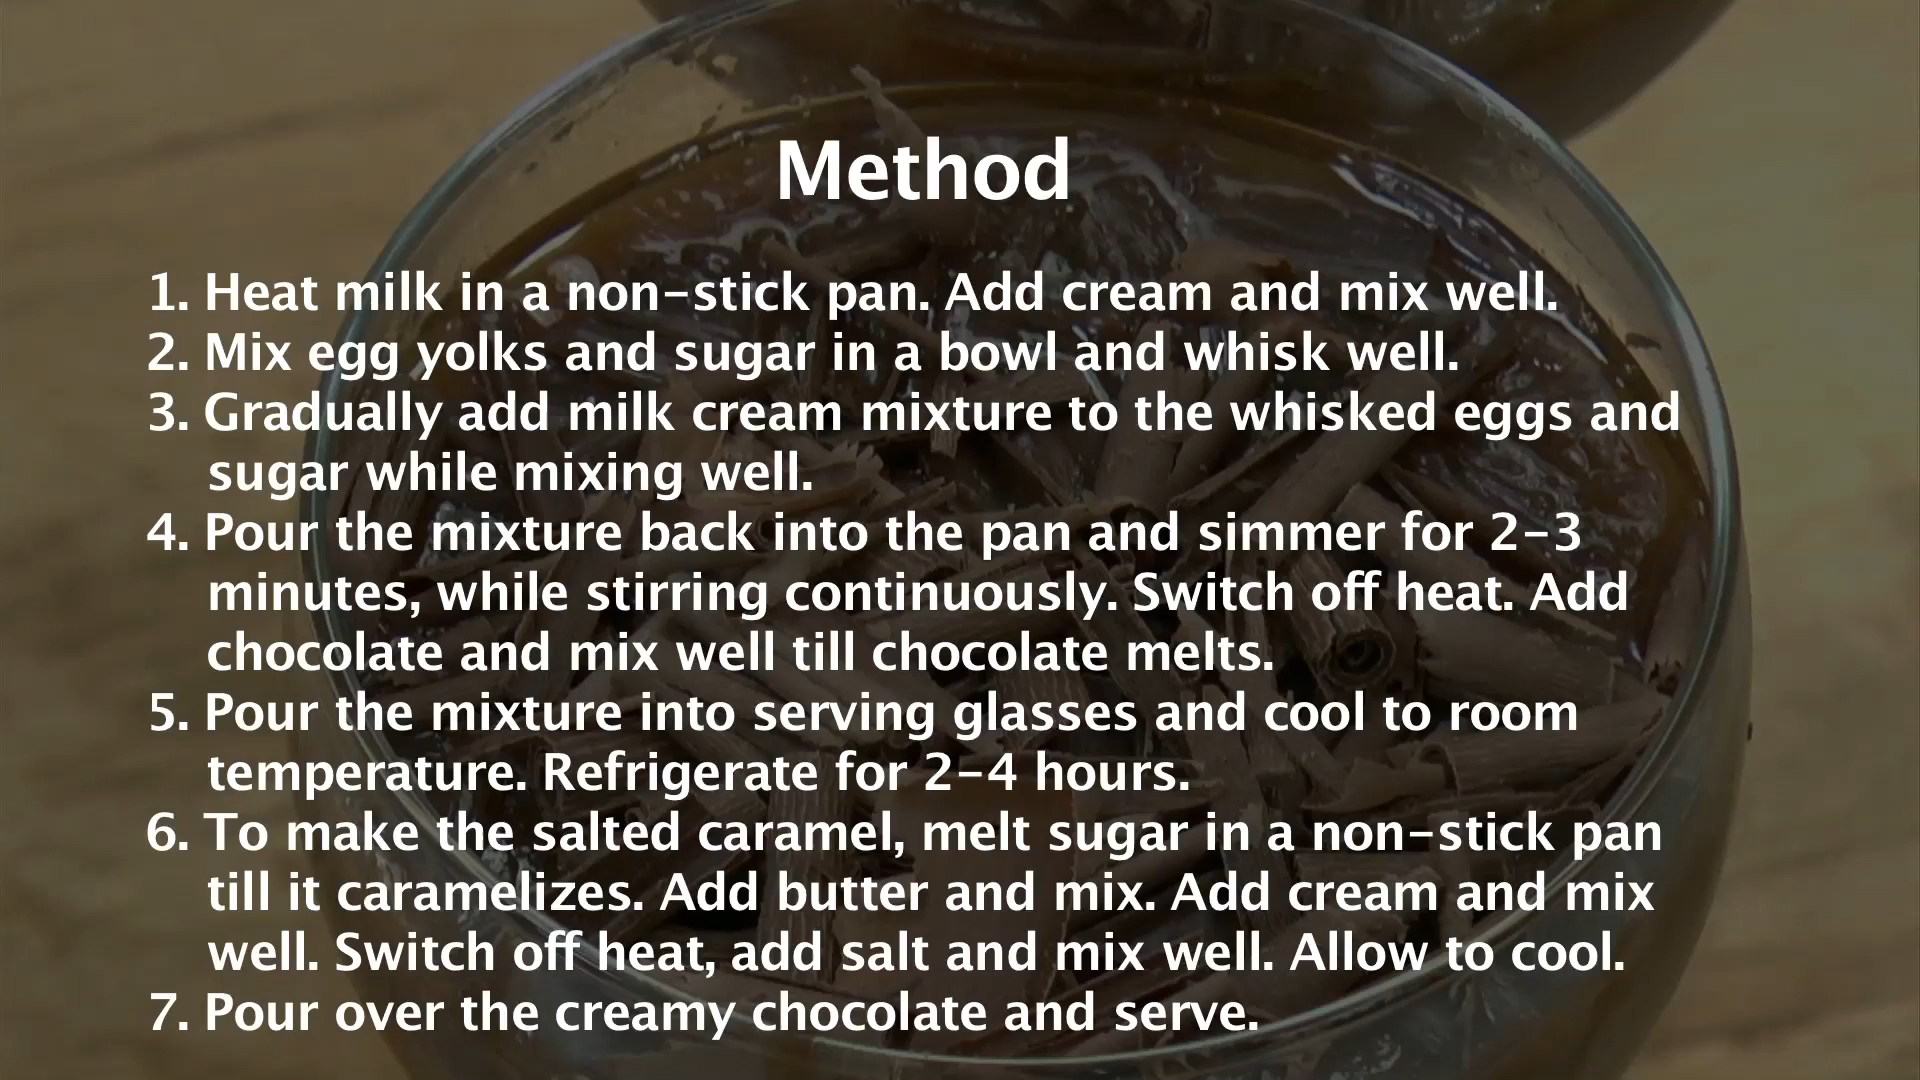 Method
1. Heat milk in a non-stick pan. Add cream and mix well.
2. Mix egg yolks and sugar in a bowl and whisk well.
3. Gradually add milk cream mixture to the whisked eggs and
sugar while mixing well.
4. Pour the mixture back into the pan and simmer for 2-3
minutes, while stirring continuously. Switch off heat. Add
chocolate and mix well till chocolate melts.
5. Pour the mixture into serving glasses and cool to room
temperature. Refrigerate for 2-4 hours.
6. To make the salted caramel, melt sugar in a non-stick pan
till it caramelizes. Add butter and mix. Add cream and mix
well. Switch off heat, add salt and mix well. Allow to cool.
7. Pour over the creamy chocolate and serve.